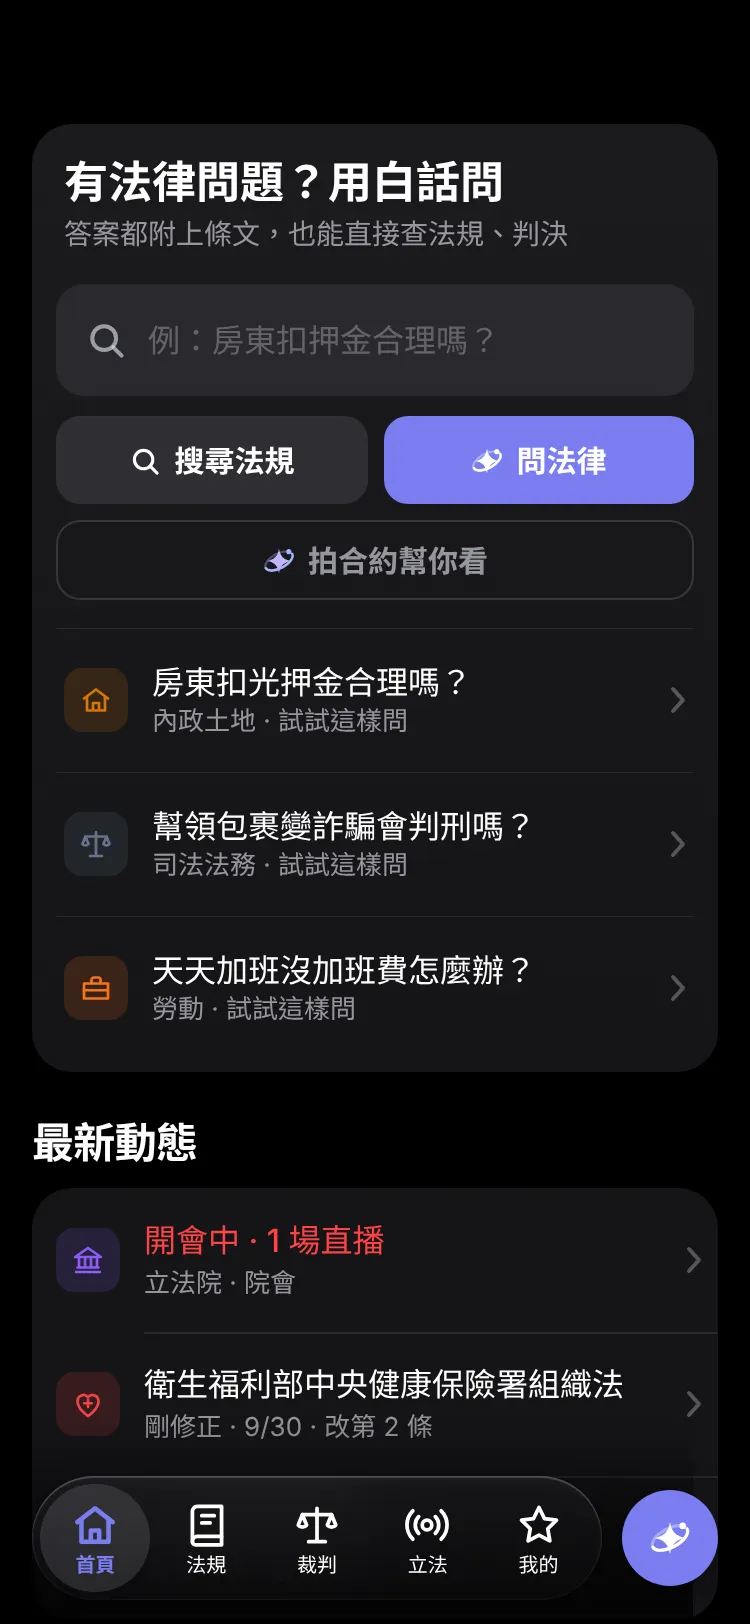 有法律問題？用白話問
答案都附上條文，也能直接查法規、判決
例：房東扣押金合理嗎？
搜尋法規
問法律
拍合約幫你看
房東扣光押金合理嗎？
內政土地 · 試試這樣問
幫領包裹變詐騙會判刑嗎？
司法法務 · 試試這樣問
天天加班沒加班費怎麼辦？
勞動 · 試試這樣問
最新動態
開會中 · 1 場直播
立法院 · 院會
衛生福利部中央健康保險署組織法
剛修正 · 9/30 · 改第 2 條
首頁
法規
裁判
立法
我的